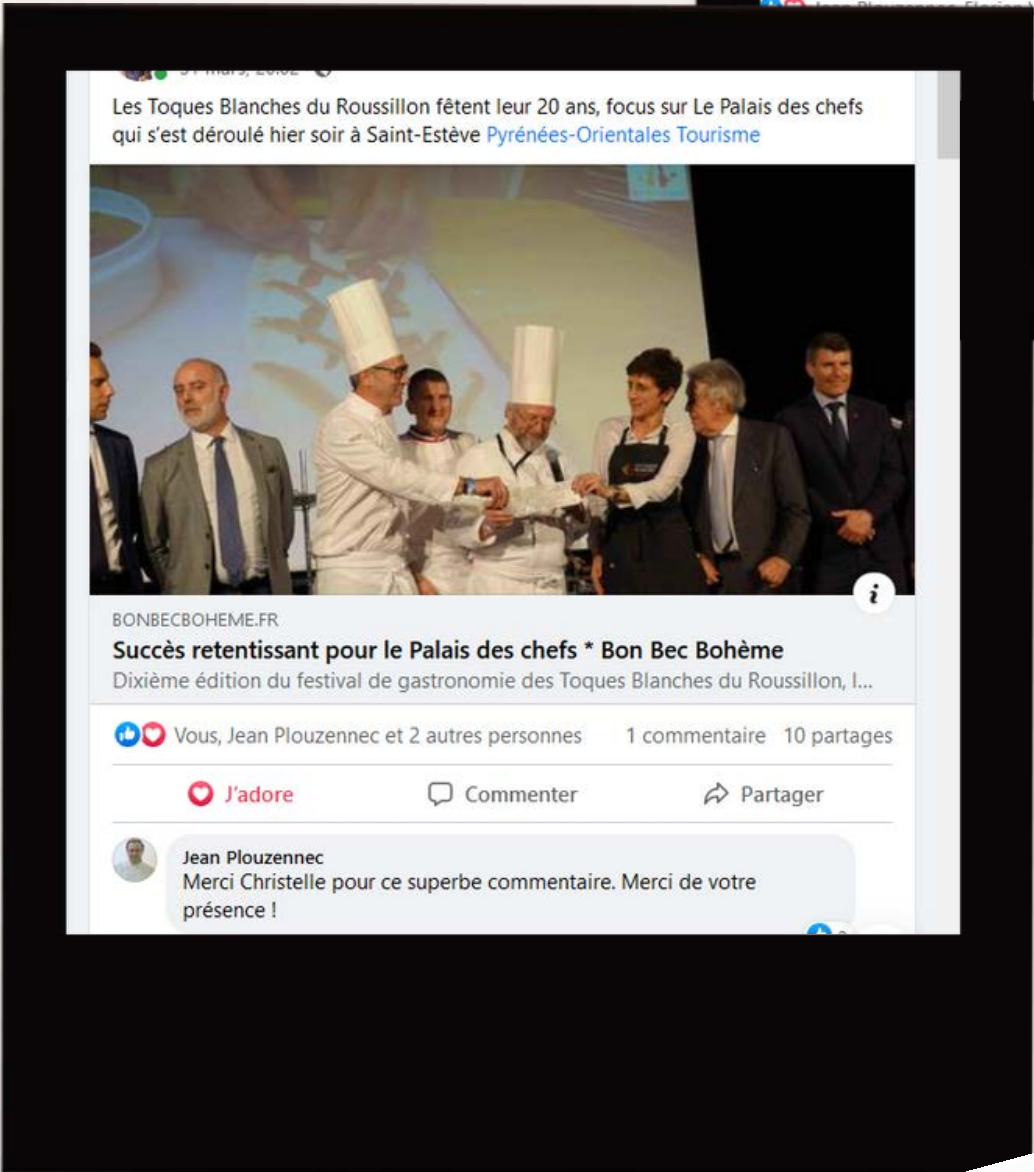 Les Toques Blanches du Roussillon fêtent leur 20 ans, focus sur Le Palais des chefs
qui s'est déroulé hier soir à Saint-Estève Pyrénées-Orientales Tourisme
BONBECBOHEME.FR
Succès retentissant pour le Palais des chefs * Bon Bec Bohème
Dixième édition du festival de gastronomie des Toques Blanches du Roussillon, l...
Vous, Jean Plouzennec et 2 autres personnes 1 commentaire 10 partages
J'adore Commenter Partager
Jean Plouzennec
Merci Christelle pour ce superbe commentaire. Merci de votre
présence !